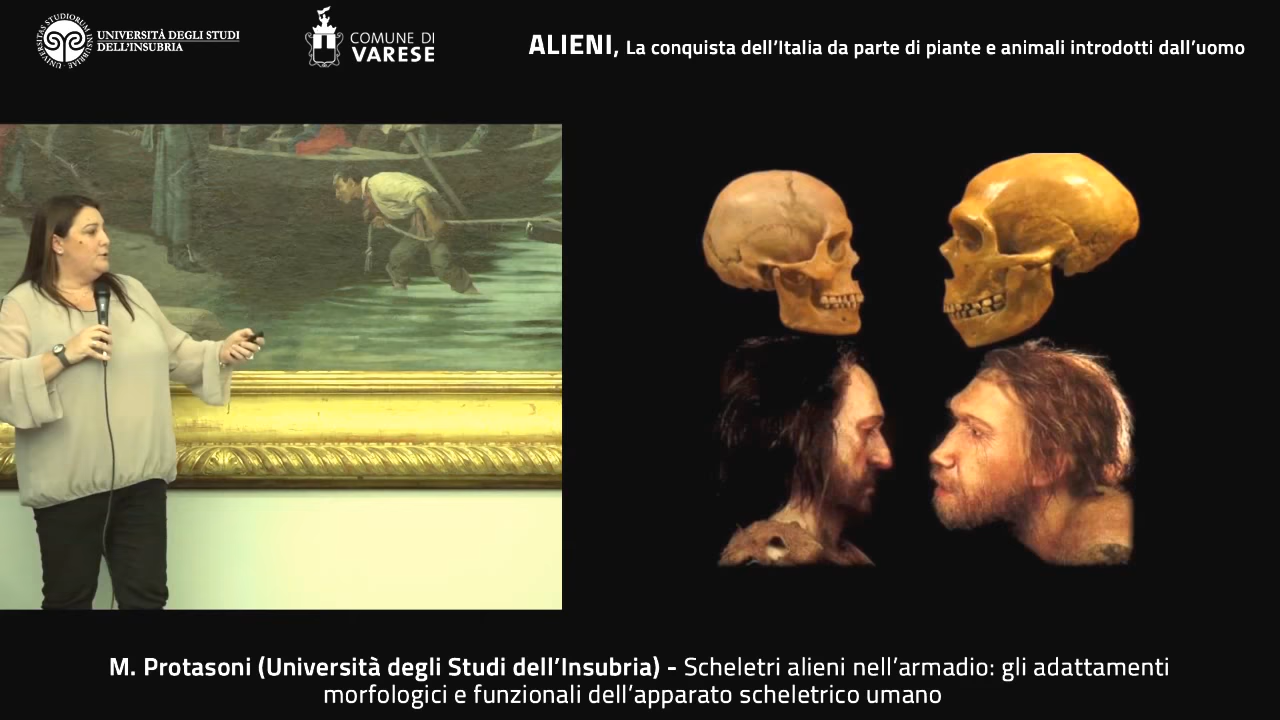 UNIVERSITÀ DEGLI STUDI
DELL'INSUBRIA
COMUNE DI
VARESE
ALIENI, La conquista dell'Italia da parte di piante e animali introdotti dall'uomo
M. Protasoni (Università degli Studi dell'Insubria) - Scheletri alieni nell'armadio: gli adattamenti
morfologici e funzionali dell'apparato scheletrico umano